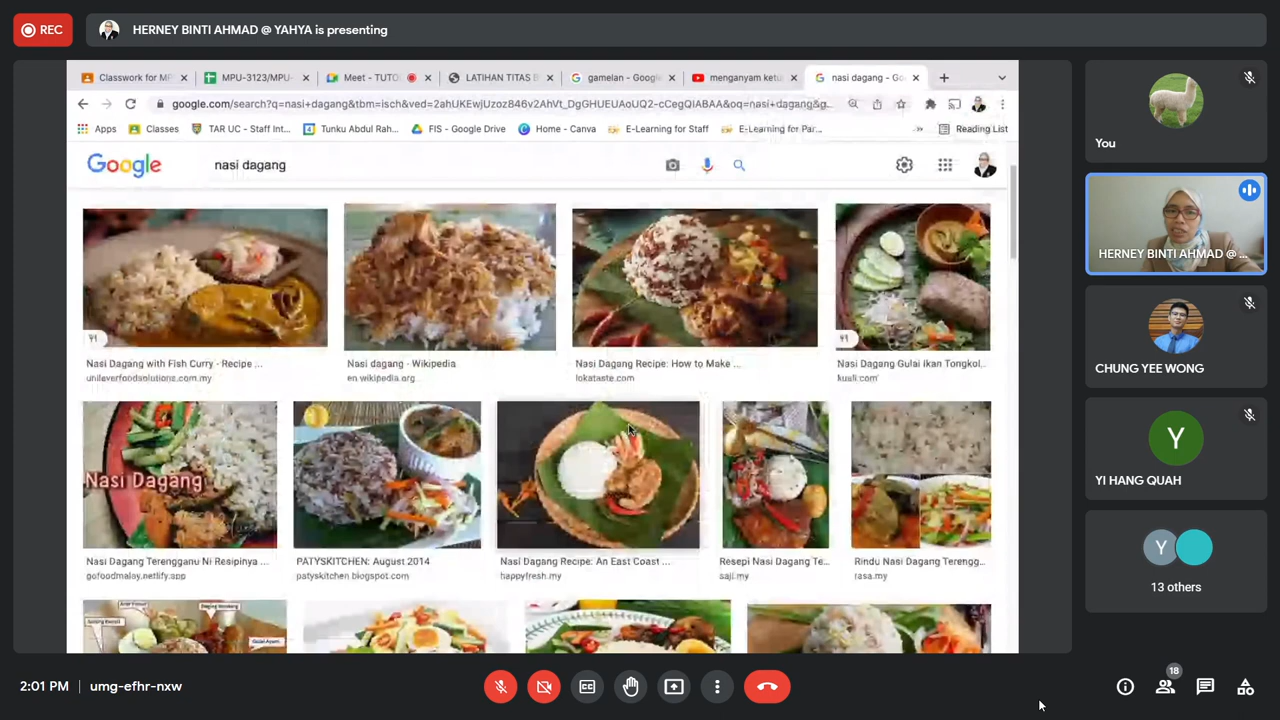 REC
HERNEY BINTI AHMAD @ YAHYA is presenting
Classwork for MP
MPU-3123/MPU-
Meet - TUTO
LATIHAN TITAS B
gamelan - Google
menganyam ketu
nasi dagang - Go
google.com/search?q=nasi+dagang&tbm=isch&ved=2ahUKEwjUzoz846v2AhVt_DgGHUEUAoUQ2-cCegQIABAA&oq=nasi+dagang&g...
Apps
Classes
TAR UC - Staff Int...
Tunku Abdul Rah...
FIS - Google Drive
Home - Canva
E-Learning for Staff
E-Learning for Par...
»
Reading List
Google
nasi dagang
Nasi Dagang with Fish Curry - Recipe ...
Nasi dagang - Wikipedia
Nasi Dagang Recipe: How to Make ...
Nasi Dagang Gulai Ikan Tongkol,
unileverfoodsolutions.com.my
en.wikipedia.org
lokataste.com
kuali.com
Nasi Dagang
Nasi Dagang Terengganu Ni Resipinya ...
PATYSKITCHEN: August 2014
Nasi Dagang Recipe: An East Coast ...
Resepi Nasi Dagang Te...
Rindu Nasi Dagang Terengg...
gofoodmalay.netlify.app
patyskitchen.blogspot.com
happyfresh.my
saji.my
rasa.my
You
HERNEY BINTI AHMAD @ ...
CHUNG YEE WONG
Y
YI HANG QUAH
Y
13 others
2:01 PM
umg-efhr-nxw
18